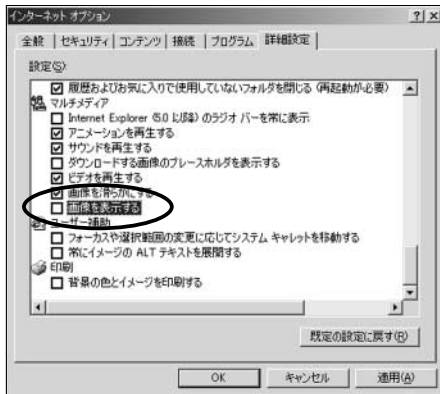 インターネット オプション
全般 セキュリティ コンテンツ 接続 プログラム 詳細設定
設定(S):
履歴およびお気に入りで使用していないフォルダを閉じる (再起動が必要)
マルチメディア
Internet Explorer (5.0 以降) のラジオ バーを常に表示
アニメーションを再生する
サウンドを再生する
ダウンロードする画像のプレースホルダを表示する
ビデオを再生する
画像を滑らかにする
画像を表示する
ユーザー補助
フォーカスや選択範囲の変更に応じてシステム キャレットを移動する
常にイメージの ALT テキストを展開する
印刷
背景の色とイメージを印刷する
既定の設定に戻す(R)
OK キャンセル 適用(A)